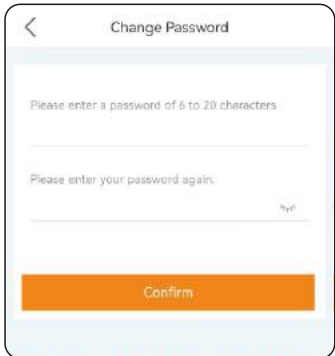 Change Password
Please enter a password of 6 to 20 characters
Please enter your password again.
Confirm